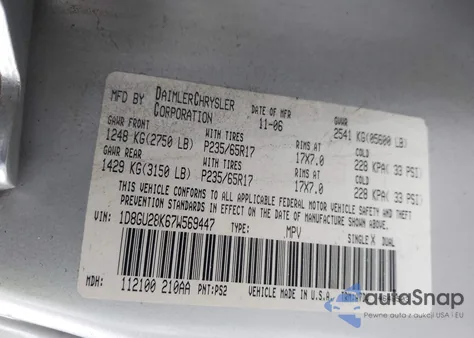 MFD BY DAIMLERCHRYSLER CORPORATION
DATE OF MFR 11-06
GVWR 2541 KG(05600 LB)
GAWR FRONT 1248 KG(2750 LB) WITH TIRES P235/65R17 RIMS AT 17X7.0 COLD 228 KPA( 33 PSI)
GAWR REAR 1429 KG(3150 LB) WITH TIRES P235/65R17 RIMS AT 17X7.0 COLD 228 KPA( 33 PSI)
THIS VEHICLE CONFORMS TO ALL APPLICABLE FEDERAL MOTOR VEHICLE SAFETY AND THEFT
PREVENTION STANDARDS IN EFFECT ON THE DATE OF MANUFACTURE SHOWN ABOVE.
VIN: 1D8GU28K67W569447 TYPE: MPV SINGLE X DUAL
MDH: 112100 210AA PNT:PS2 VEHICLE MADE IN U.S.A.
autaSnap
Pewne auta z aukcji USA i EU